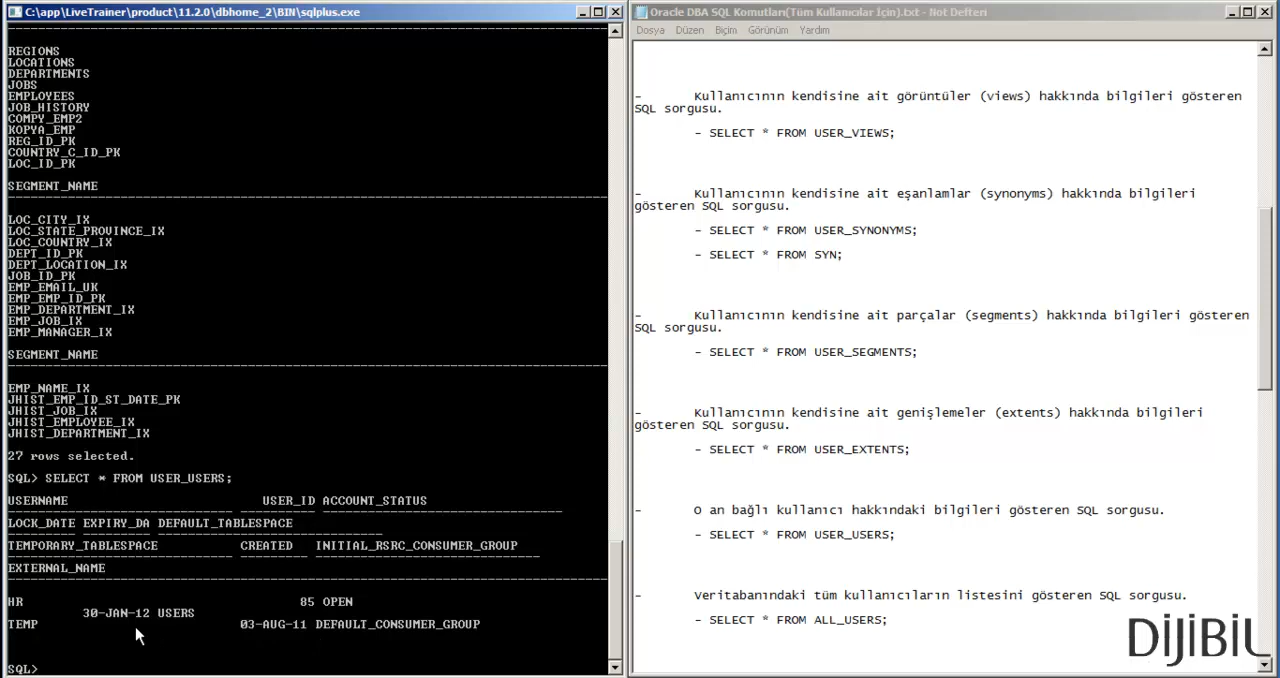 C:\app\LiveTrainer\product\11.2.0\dbhome_2\BIN\sqlplus.exe
REGIONS
LOCATIONS
DEPARTMENTS
JOBS
EMPLOYEES
JOB_HISTORY
COMPY_EMP2
KOPYA_EMP
REG_ID_PK
COUNTRY_C_ID_PK
LOC_ID_PK
SEGMENT_NAME
LOC_CITY_IX
LOC_STATE_PROVINCE_IX
LOC_COUNTRY_IX
DEPT_ID_PK
DEPT_LOCATION_IX
JOB_ID_PK
EMP_EMAIL_UK
EMP_EMP_ID_PK
EMP_DEPARTMENT_IX
EMP_JOB_IX
EMP_MANAGER_IX
SEGMENT_NAME
EMP_NAME_IX
JHIST_EMP_ID_ST_DATE_PK
JHIST_JOB_IX
JHIST_EMPLOYEE_IX
JHIST_DEPARTMENT_IX
27 rows selected.
SQL> SELECT * FROM USER_USERS;
USERNAME USER_ID ACCOUNT_STATUS
LOCK_DATE EXPIRY_DA DEFAULT_TABLESPACE
TEMPORARY_TABLESPACE CREATED INITIAL_RSRC_CONSUMER_GROUP
EXTERNAL_NAME
HR 85 OPEN
30-JAN-12 USERS
TEMP 03-AUG-11 DEFAULT_CONSUMER_GROUP
SQL>
Oracle DBA SQL Komutları(Tüm Kullanıcılar İçin).txt - Not Defteri
Dosya Düzen Biçim Görünüm Yardım
- Kullanıcının kendisine ait görüntüler (views) hakkında bilgileri gösteren
SQL sorgusu.
- SELECT * FROM USER_VIEWS;
- Kullanıcının kendisine ait eşanlamlar (synonyms) hakkında bilgileri
gösteren SQL sorgusu.
- SELECT * FROM USER_SYNONYMS;
- SELECT * FROM SYN;
- Kullanıcının kendisine ait parçalar (segments) hakkında bilgileri gösteren
SQL sorgusu.
- SELECT * FROM USER_SEGMENTS;
- Kullanıcının kendisine ait genişlemeler (extents) hakkında bilgileri
gösteren SQL sorgusu.
- SELECT * FROM USER_EXTENTS;
- O an bağlı kullanıcı hakkındaki bilgileri gösteren SQL sorgusu.
- SELECT * FROM USER_USERS;
- Veritabanındaki tüm kullanıcıların listesini gösteren SQL sorgusu.
- SELECT * FROM ALL_USERS;
DiJiBiL